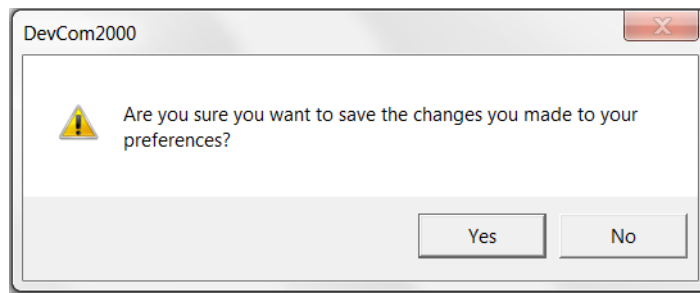 DevCom2000
Are you sure you want to save the changes you made to your
preferences?
Yes
No